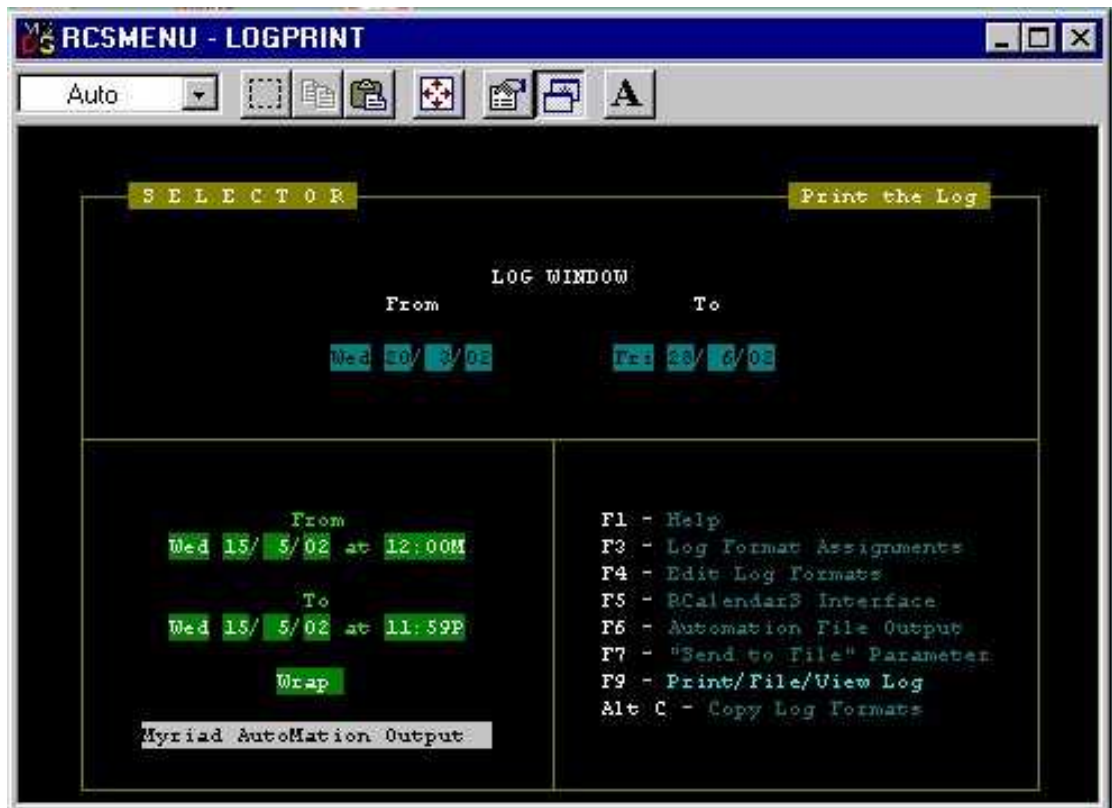 RCSMENU - LOGPRINT
Auto
A
S E L E C T O R
Print the Log
LOG WINDOW
From To
Wed 20/ 3/02 Fri 28/ 6/02
From
Wed 15/ 5/02 at 12:00M
To
Wed 15/ 5/02 at 11:59P
Wrap
Myriad AutoMation Output
F1 - Help
F3 - Log Format Assignments
F4 - Edit Log Formats
F5 - RCalendar3 Interface
F6 - Automation File Output
F7 - "Send to File" Parameter
F9 - Print/File/View Log
Alt C - Copy Log Formats